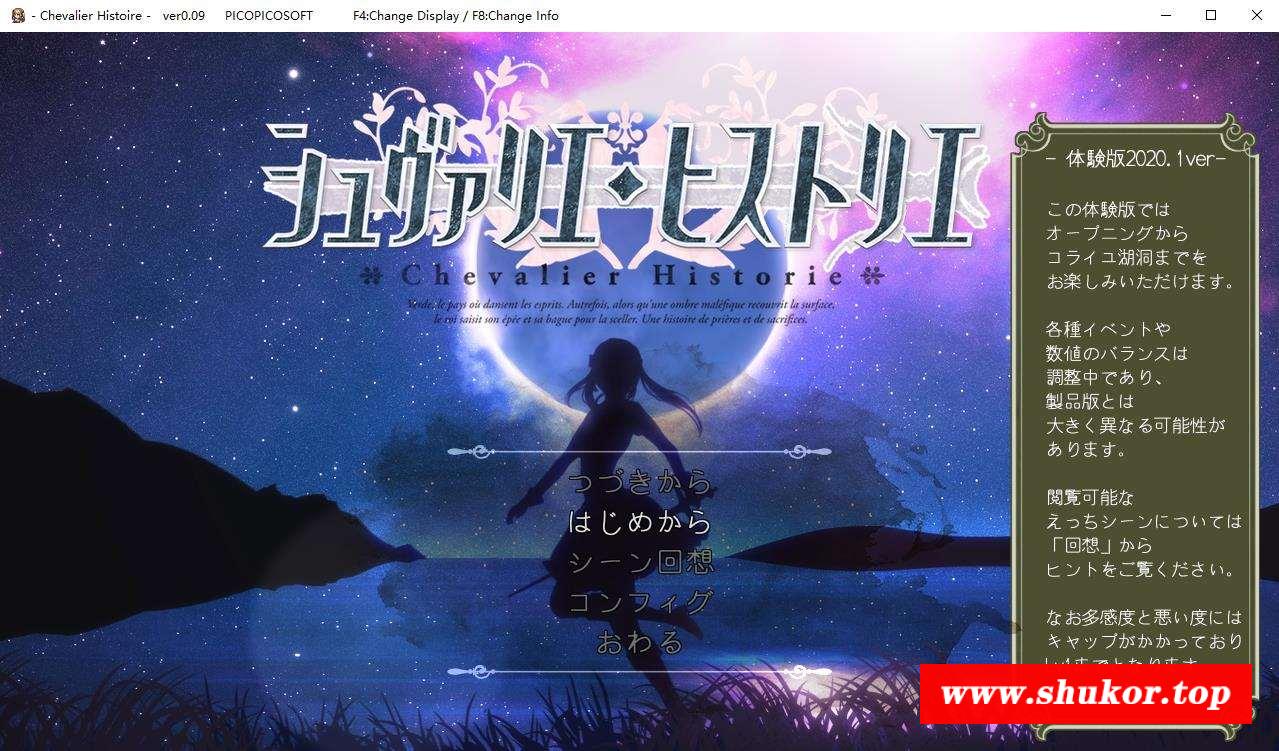 - Chevalier Histoire -   ver0.09   PICOPICOSOFT   F4:Change Display / F8:Change Info
シュヴァリエ・ヒストリエ
Chevalier Historie
Verde, le pays où dansent les esprits. Autrefois, alors qu'une ombre maléfique recouvrit la surface,
le roi saisit son épée et sa bague pour la sceller. Une histoire de prières et de sacrifices.
つづきから
はじめから
シーン回想
コンフィグ
おわる
- 体験版2020.1ver-
この体験版では
オープニングから
コライユ湖洞までを
お楽しみいただけます。
各種イベントや
数値のバランスは
調整中であり、
製品版とは
大きく異なる可能性が
あります。
閲覧可能な
えっちシーンについては
「回想」から
ヒントをご覧ください。
なお多感度と悪い度には
キャップがかかっており
www.shukor.top